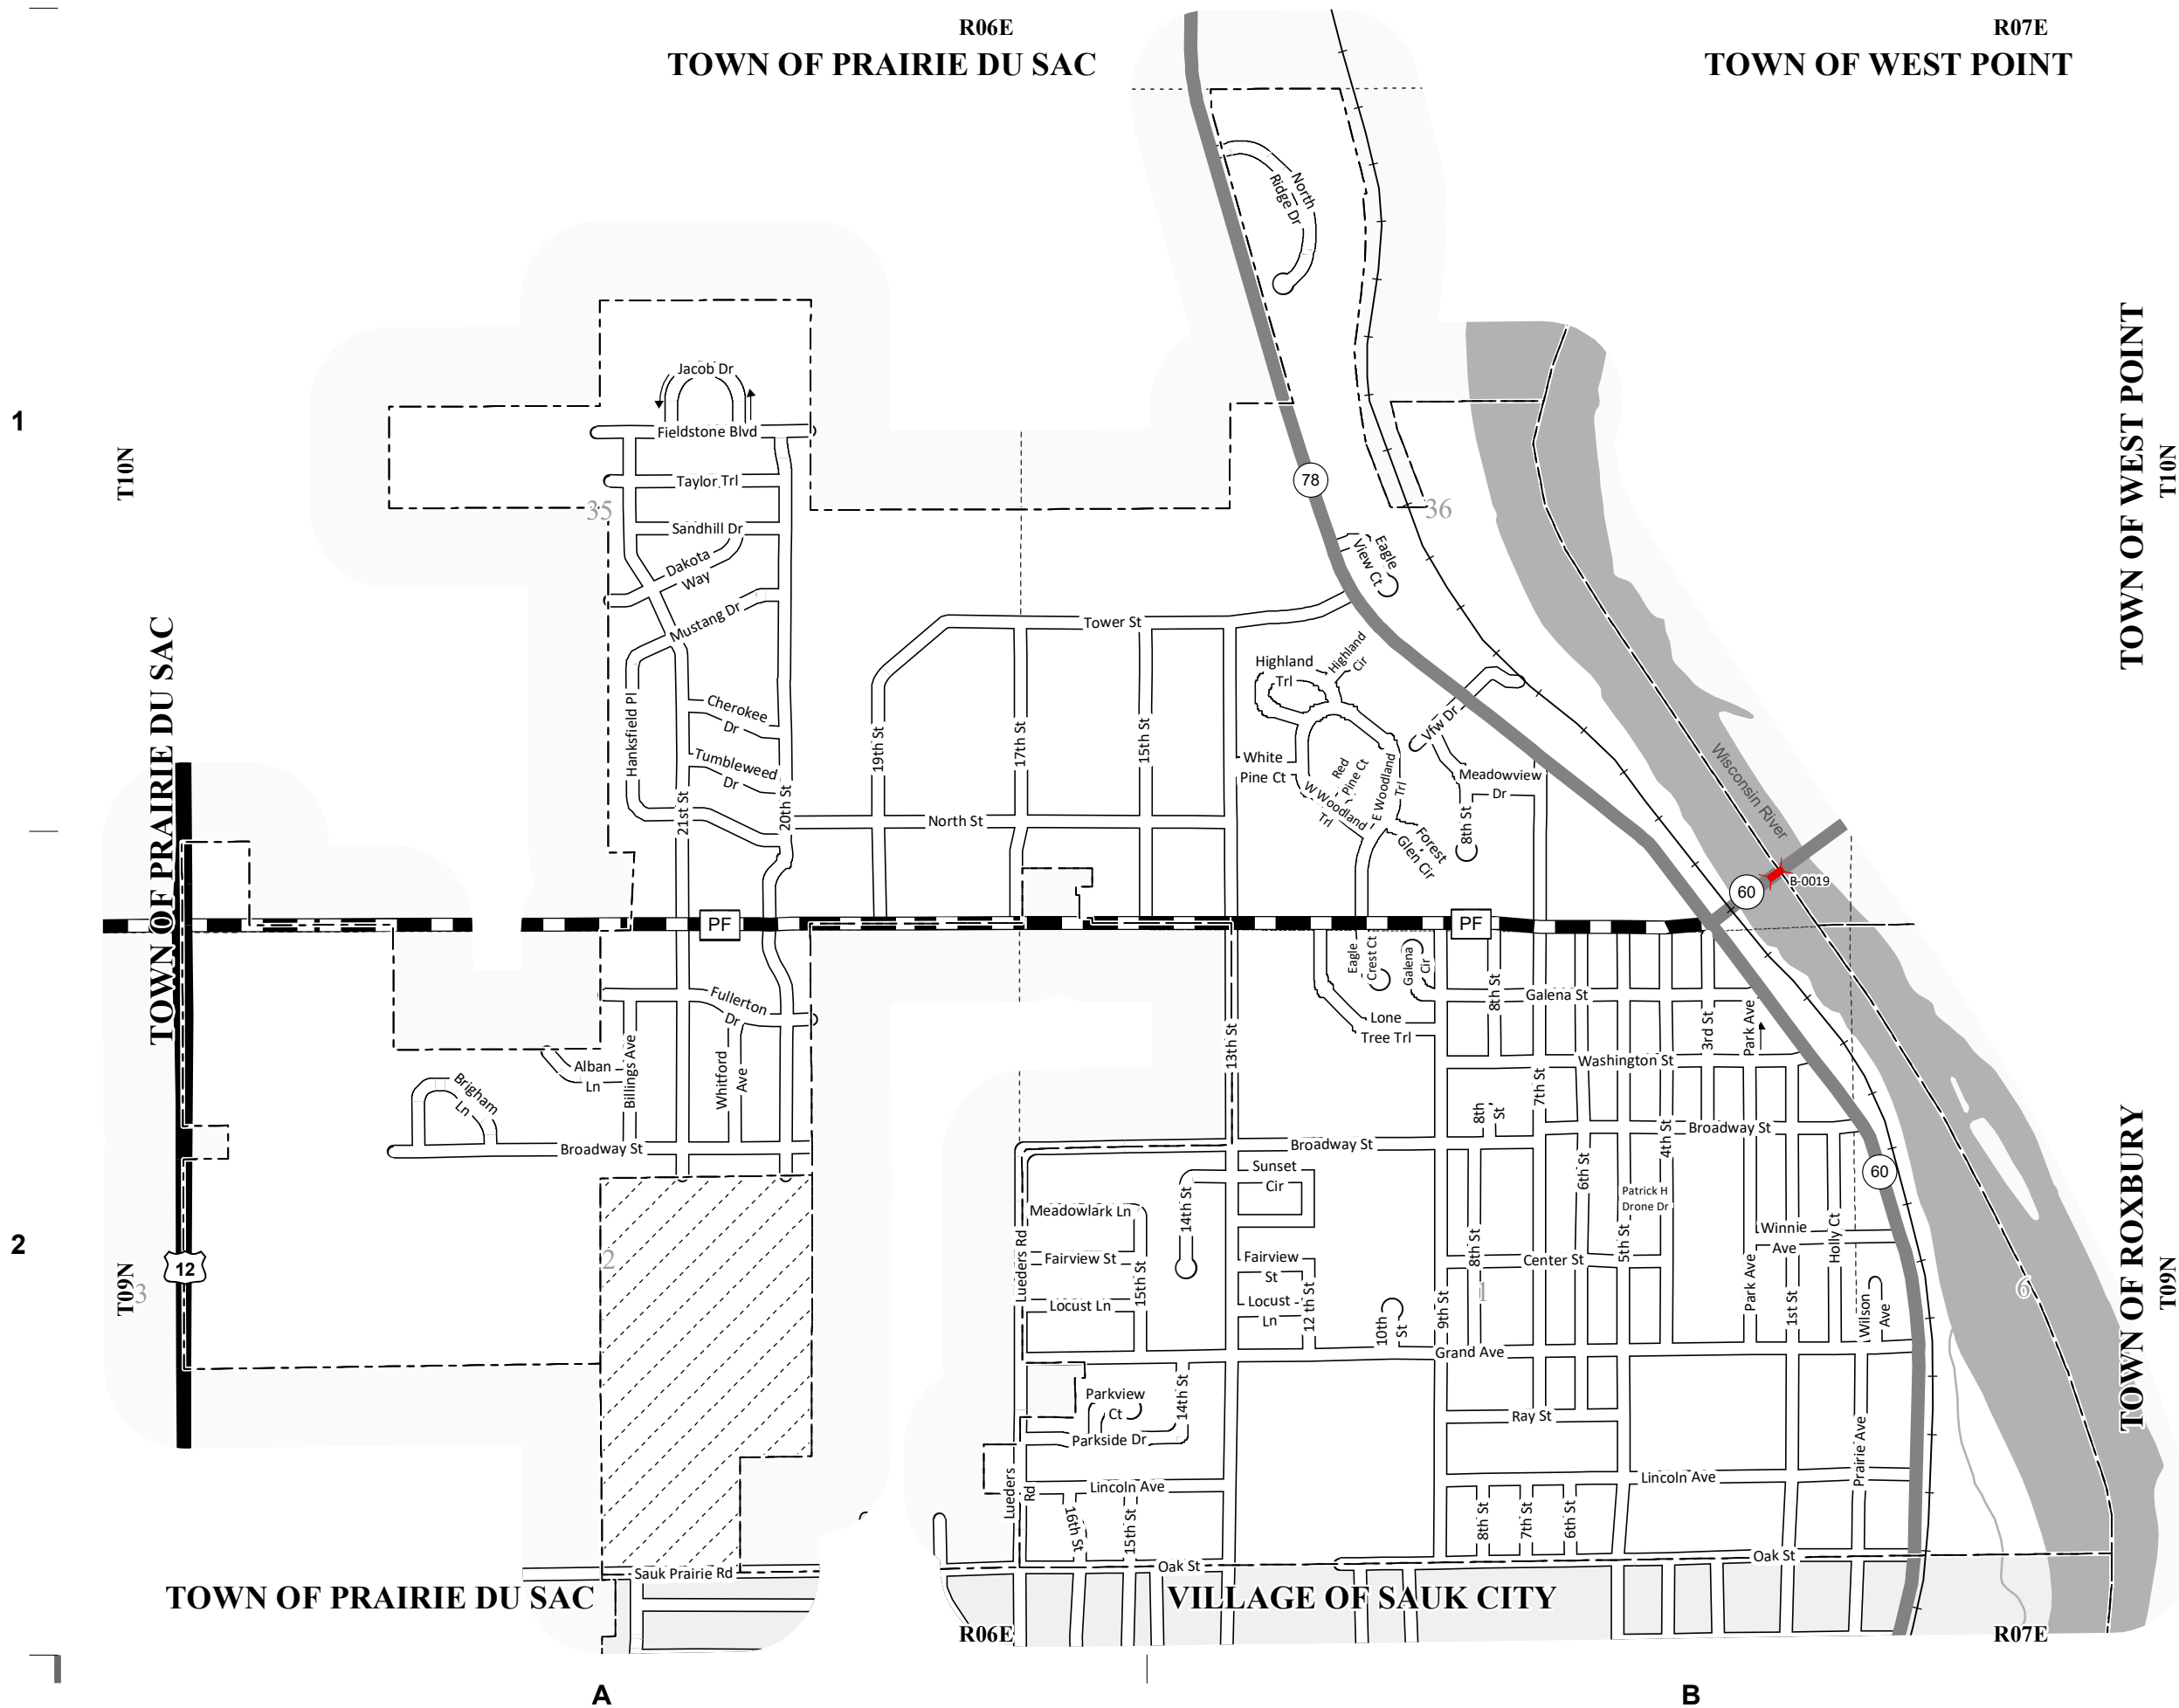 R06E
R07E
TOWN OF PRAIRIE DU SAC
TOWN OF WEST POINT
North
Ridge Dr
Jacob Dr
1
Fieldstone Blvd
T10N
T10N
TOWN OF WEST POINT
Taylor Trl
78
35
36
Sandhill Dr
Dakota
Way
Eagle
View Ct
Mustang Dr
Tower St
Highland
Cir
Highland
Trl
TOWN OF PRAIRIE DU SAC
Cherokee
Dr
Hanksfield Pl
Vfw Dr
19th St
17th St
15th St
Tumbleweed
Dr
White
Pine Ct
Red
Pine Ct
Meadowview
Dr
Wisconsin River
W Woodland
Trl
E Woodland
Trl
21st St
20th St
North St
8th St
Forest
Glen Cir
B-0019
60
PF
PF
Eagle
Crest Ct
Galena
Cir
Fullerton
Dr
8th St
Galena St
Lone
Tree Trl
13th St
3rd St
Park Ave
Washington St
Alban
Ln
Billings Ave
Whitford
Ave
Brigham
Ln
7th St
8th
St
Broadway St
4th St
Broadway St
Broadway St
60
Sunset
Cir
6th St
Patrick H
Drone Dr
Meadowlark Ln
14th St
Winnie
Ave
Holly Ct
2
2
Lueders Rd
Fairview St
Fairview
St
8th St
Center St
5th St
TOWN OF ROXBURY
12
T09N
3
T09N
6
1
15th St
Locust Ln
Locust
Ln
12 th St
10th
St
9th St
Park Ave
1st St
Wilson
Ave
Grand Ave
Parkview
Ct
14th St
Ray St
Parkside Dr
Prairie Ave
Lueders
Rd
Lincoln Ave
Lincoln Ave
16th St
15th St
8th St
7th St
6th St
Oak St
Oak St
Sauk Prairie Rd
TOWN OF PRAIRIE DU SAC
VILLAGE OF SAUK CITY
R06E
R07E
A
B